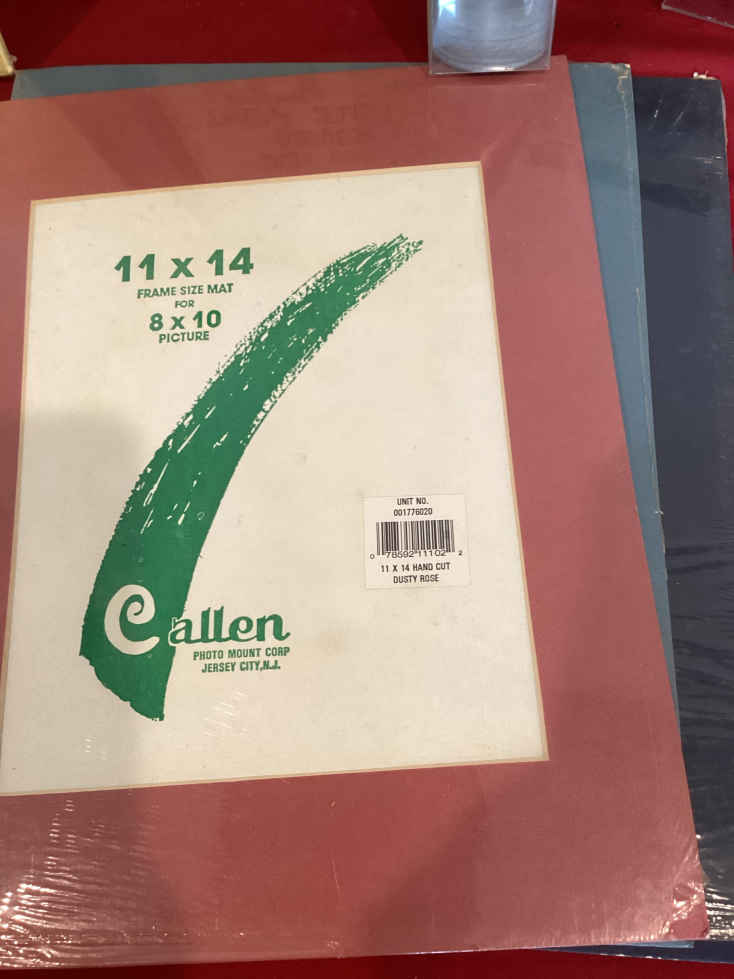 11 x 14
FRAME SIZE MAT
FOR
8 x 10
PICTURE
UNIT NO.
001776020
0 78592 11102 2
11 X 14 HAND CUT
DUSTY ROSE
Callen
PHOTO MOUNT CORP
JERSEY CITY, N.J.